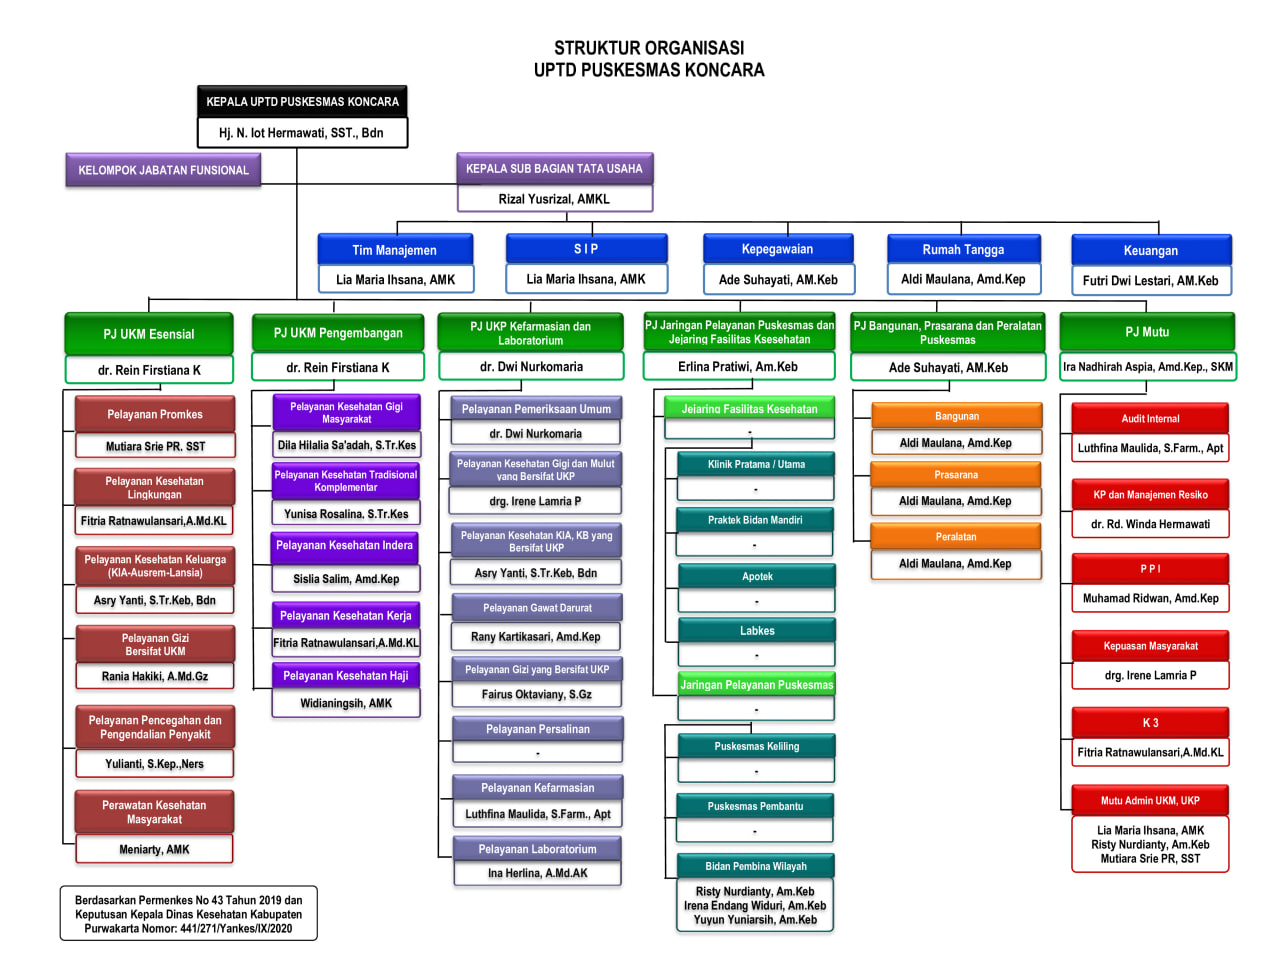 STRUKTUR ORGANISASI
UPTD PUSKESMAS KONCARA
KEPALA UPTD PUSKESMAS KONCARA
Hj. N. Iot Hermawati, SST., Bdn
KELOMPOK JABATAN FUNSIONAL
KEPALA SUB BAGIAN TATA USAHA
Rizal Yusrizal, AMKL
Tim Manajemen
Lia Maria Ihsana, AMK
S I P
Lia Maria Ihsana, AMK
Kepegawaian
Ade Suhayati, AM.Keb
Rumah Tangga
Aldi Maulana, Amd.Kep
Keuangan
Futri Dwi Lestari, AM.Keb
PJ UKM Esensial
dr. Rein Firstiana K
Pelayanan Promkes
Mutiara Srie PR. SST
Pelayanan Kesehatan
Lingkungan
Fitria Ratnawulansari,A.Md.KL
Pelayanan Kesehatan Keluarga
(KIA-Ausrem-Lansia)
Asry Yanti, S.Tr.Keb, Bdn
Pelayanan Gizi
Bersifat UKM
Rania Hakiki, A.Md.Gz
Pelayanan Pencegahan dan
Pengendalian Penyakit
Yulianti, S.Kep.,Ners
Perawatan Kesehatan
Masyarakat
Meniarty, AMK
PJ UKM Pengembangan
dr. Rein Firstiana K
Pelayanan Kesehatan Gigi
Masyarakat
Dila Hilalia Sa'adah, S.Tr.Kes
Pelayanan Kesehatan Tradisional
Komplementar
Yunisa Rosalina, S.Tr.Kes
Pelayanan Kesehatan Indera
Sislia Salim, Amd.Kep
Pelayanan Kesehatan Kerja
Fitria Ratnawulansari,A.Md.KL
Pelayanan Kesehatan Haji
Widianingsih, AMK
PJ UKP Kefarmasian dan
Laboratorium
dr. Dwi Nurkomaria
Pelayanan Pemeriksaan Umum
dr. Dwi Nurkomaria
Pelayanan Kesehatan Gigi dan Mulut
yang Bersifat UKP
drg. Irene Lamria P
Pelayanan Kesehatan KIA, KB yang
Bersifat UKP
Asry Yanti, S.Tr.Keb, Bdn
Pelayanan Gawat Darurat
Rany Kartikasari, Amd.Kep
Pelayanan Gizi yang Bersifat UKP
Fairus Oktaviany, S.Gz
Pelayanan Persalinan
-
Pelayanan Kefarmasian
Luthfina Maulida, S.Farm., Apt
Pelayanan Laboratorium
Ina Herlina, A.Md.AK
PJ Jaringan Pelayanan Puskesmas dan
Jejaring Fasilitas Ksesehatan
Erlina Pratiwi, Am.Keb
Jejaring Fasilitas Kesehatan
-
Klinik Pratama / Utama
-
Praktek Bidan Mandiri
-
Apotek
-
Labkes
-
Jaringan Pelayanan Puskesmas
-
Puskesmas Keliling
-
Puskesmas Pembantu
-
Bidan Pembina Wilayah
Risty Nurdianty, Am.Keb
Irena Endang Widuri, Am.Keb
Yuyun Yuniarsih, Am.Keb
PJ Bangunan, Prasarana dan Peralatan
Puskesmas
Ade Suhayati, AM.Keb
Bangunan
Aldi Maulana, Amd.Kep
Prasarana
Aldi Maulana, Amd.Kep
Peralatan
Aldi Maulana, Amd.Kep
PJ Mutu
Ira Nadhirah Aspia, Amd.Kep., SKM
Audit Internal
Luthfina Maulida, S.Farm., Apt
KP dan Manajemen Resiko
dr. Rd. Winda Hermawati
P P I
Muhamad Ridwan, Amd.Kep
Kepuasan Masyarakat
drg. Irene Lamria P
K 3
Fitria Ratnawulansari,A.Md.KL
Mutu Admin UKM, UKP
Lia Maria Ihsana, AMK
Risty Nurdianty, Am.Keb
Mutiara Srie PR, SST
Berdasarkan Permenkes No 43 Tahun 2019 dan
Keputusan Kepala Dinas Kesehatan Kabupaten
Purwakarta Nomor: 441/271/Yankes/IX/2020